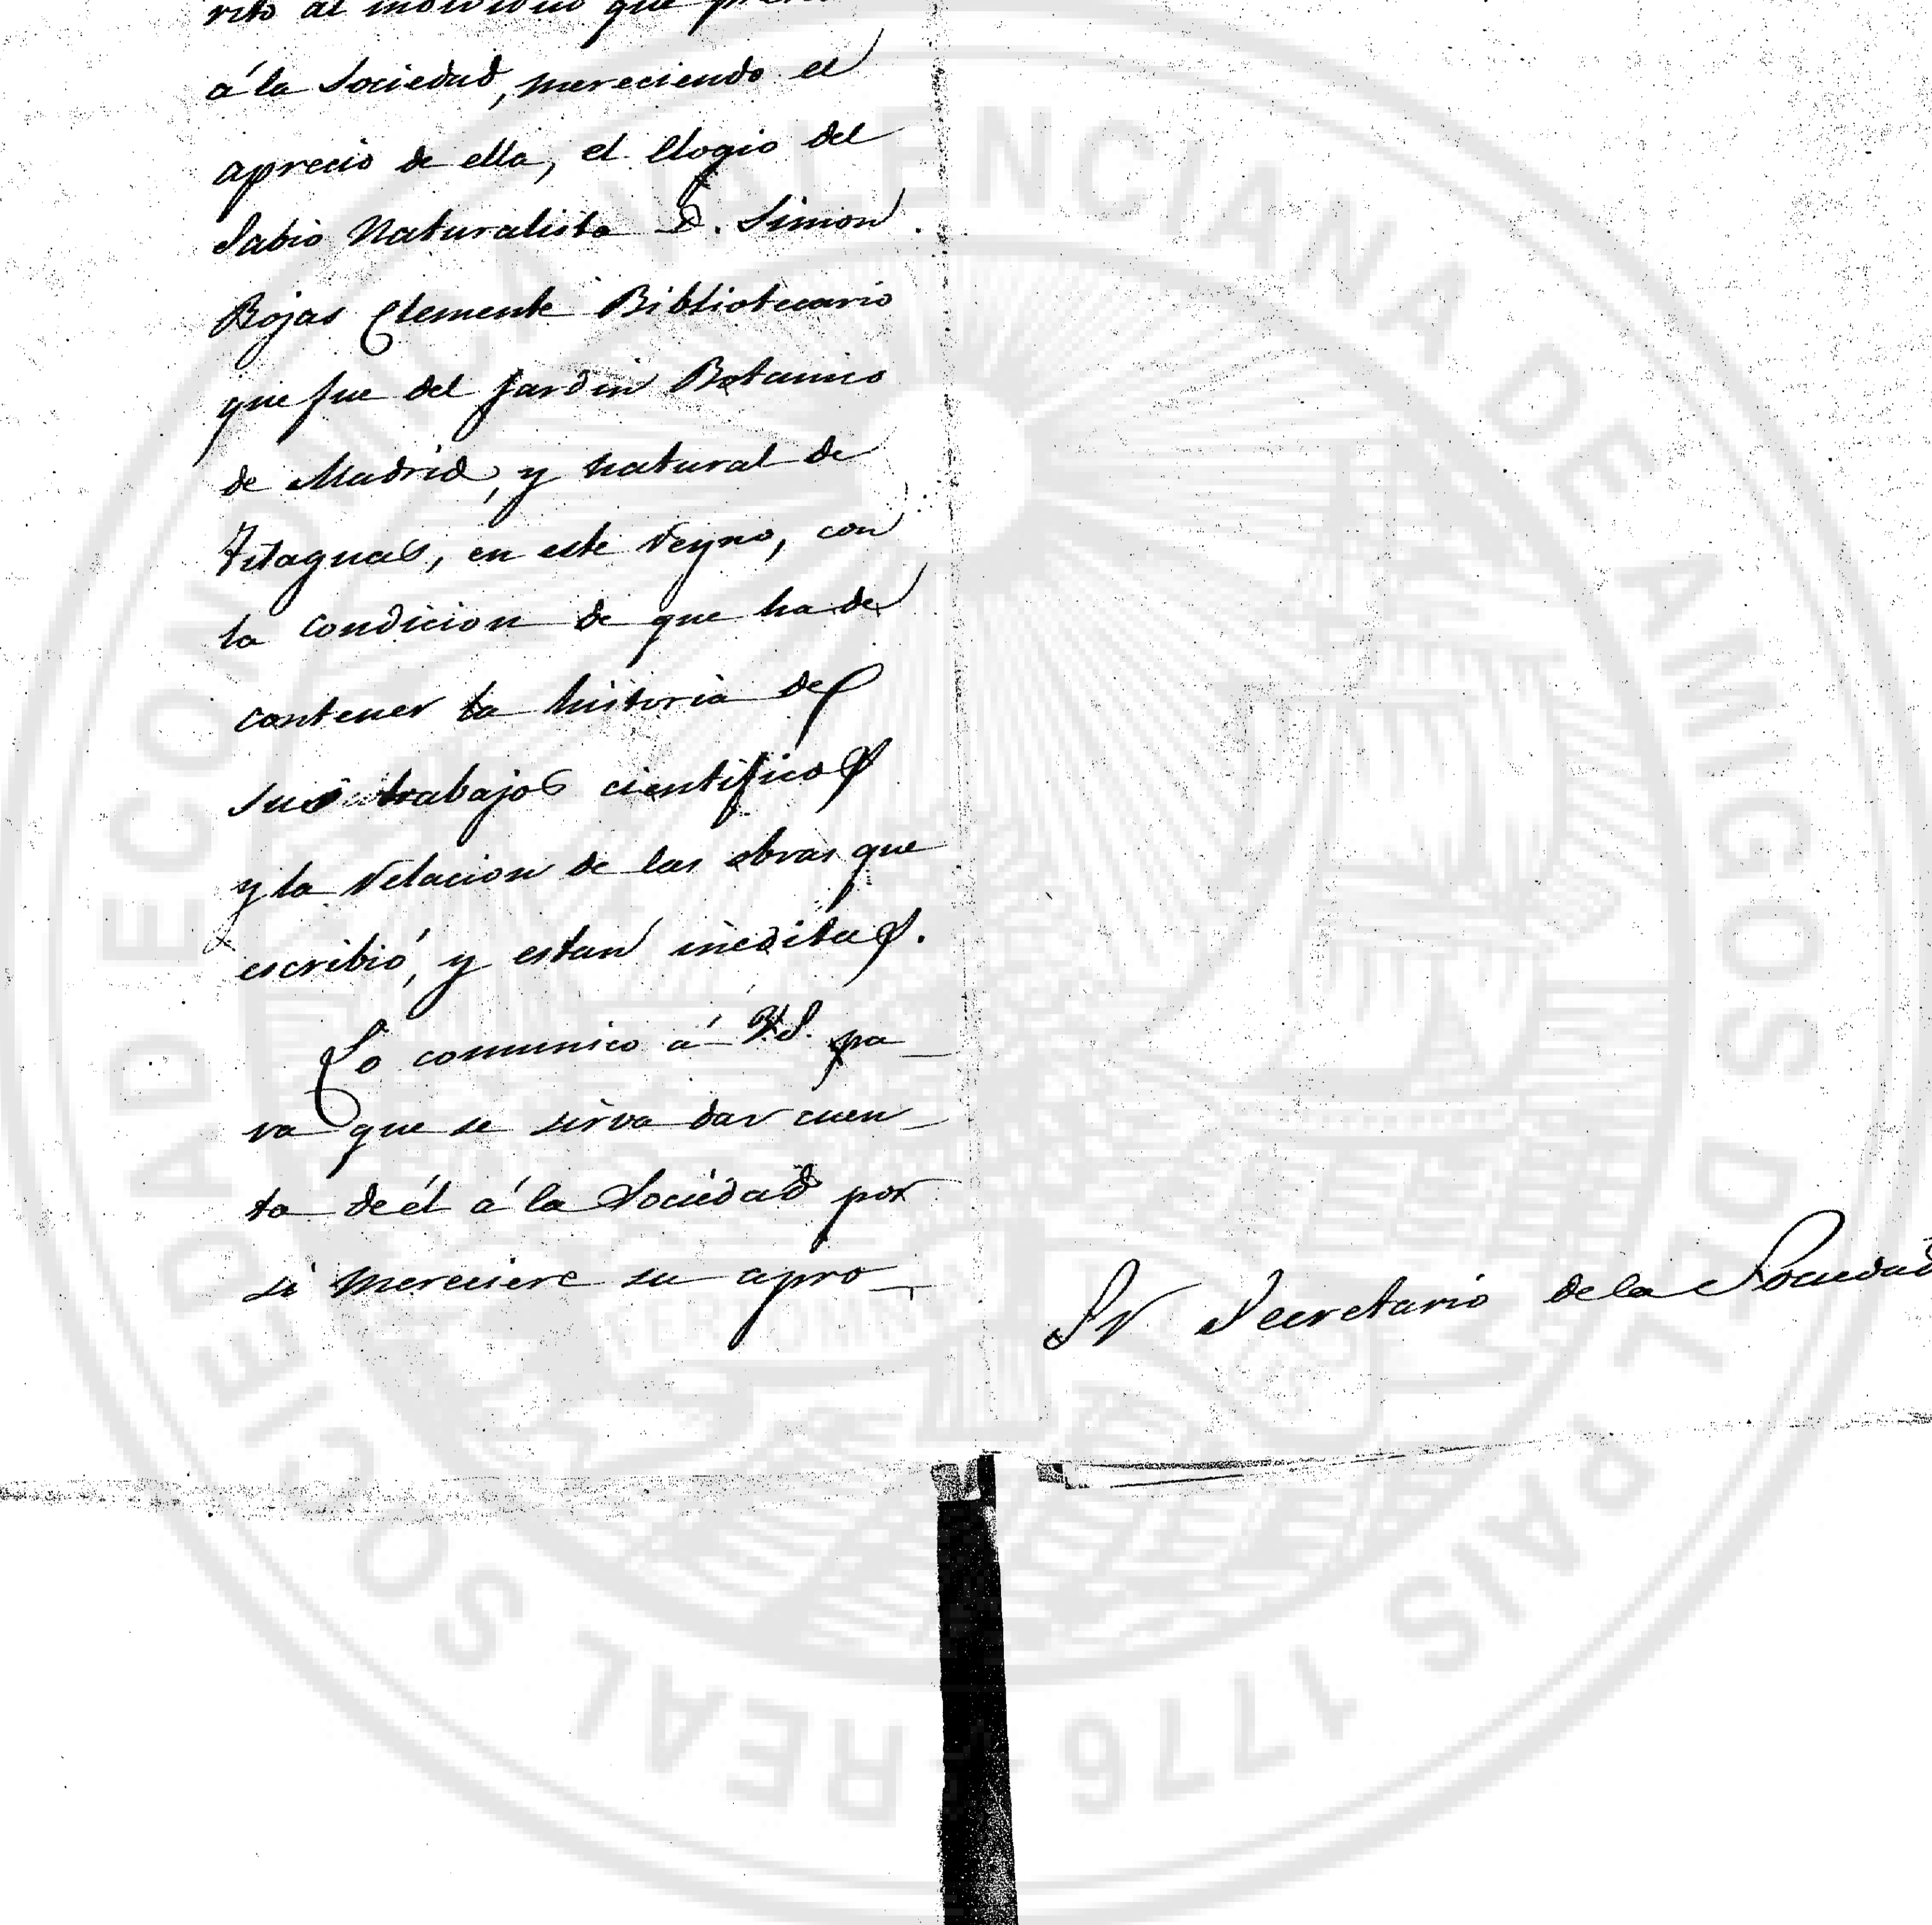 rito al individuo que
á la Sociedad, mereciendo el
aprecio de ella, el Elogio del
Sabio Naturalista D. Simon
Rojas Clemente Bibliotecario
que fue del Jardin Botanico
de Madrid, y natural de
Titaguas, en este Reyno, con
la condicion de que ha de
contener la historia de
sus trabajos cientificos
y la relacion de las obras que
escribió, y estan ineditas.
Lo comunico á V.S. pa_
ra que se sirva dar cuen_
ta de él á la Sociedad por
si mereciere su apro_
Sr Secretario de la Sociedad
REAL SOCIEDAD ECONOMICA VALENCIANA DE AMIGOS DEL PAIS 1776